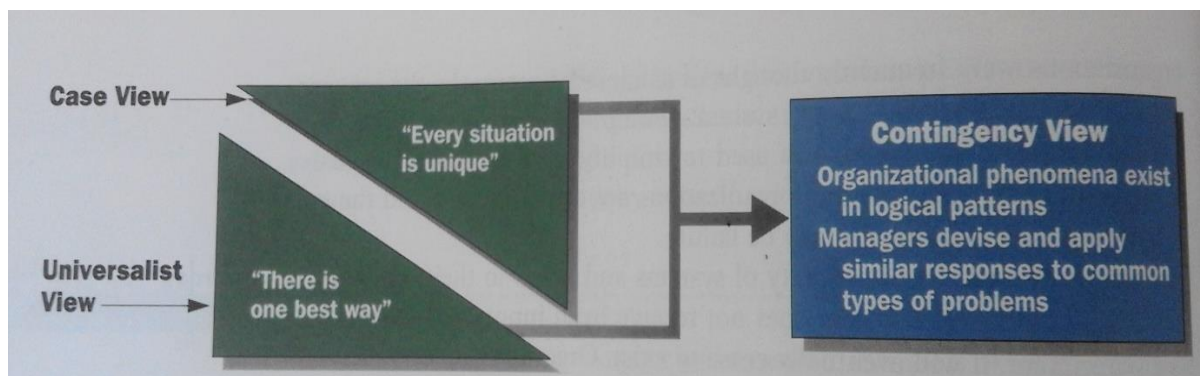 Case View
"Every situation
is unique"
Universalist
View
"There is
one best way"
Contingency View
Organizational phenomena exist
in logical patterns
Managers devise and apply
similar responses to common
types of problems